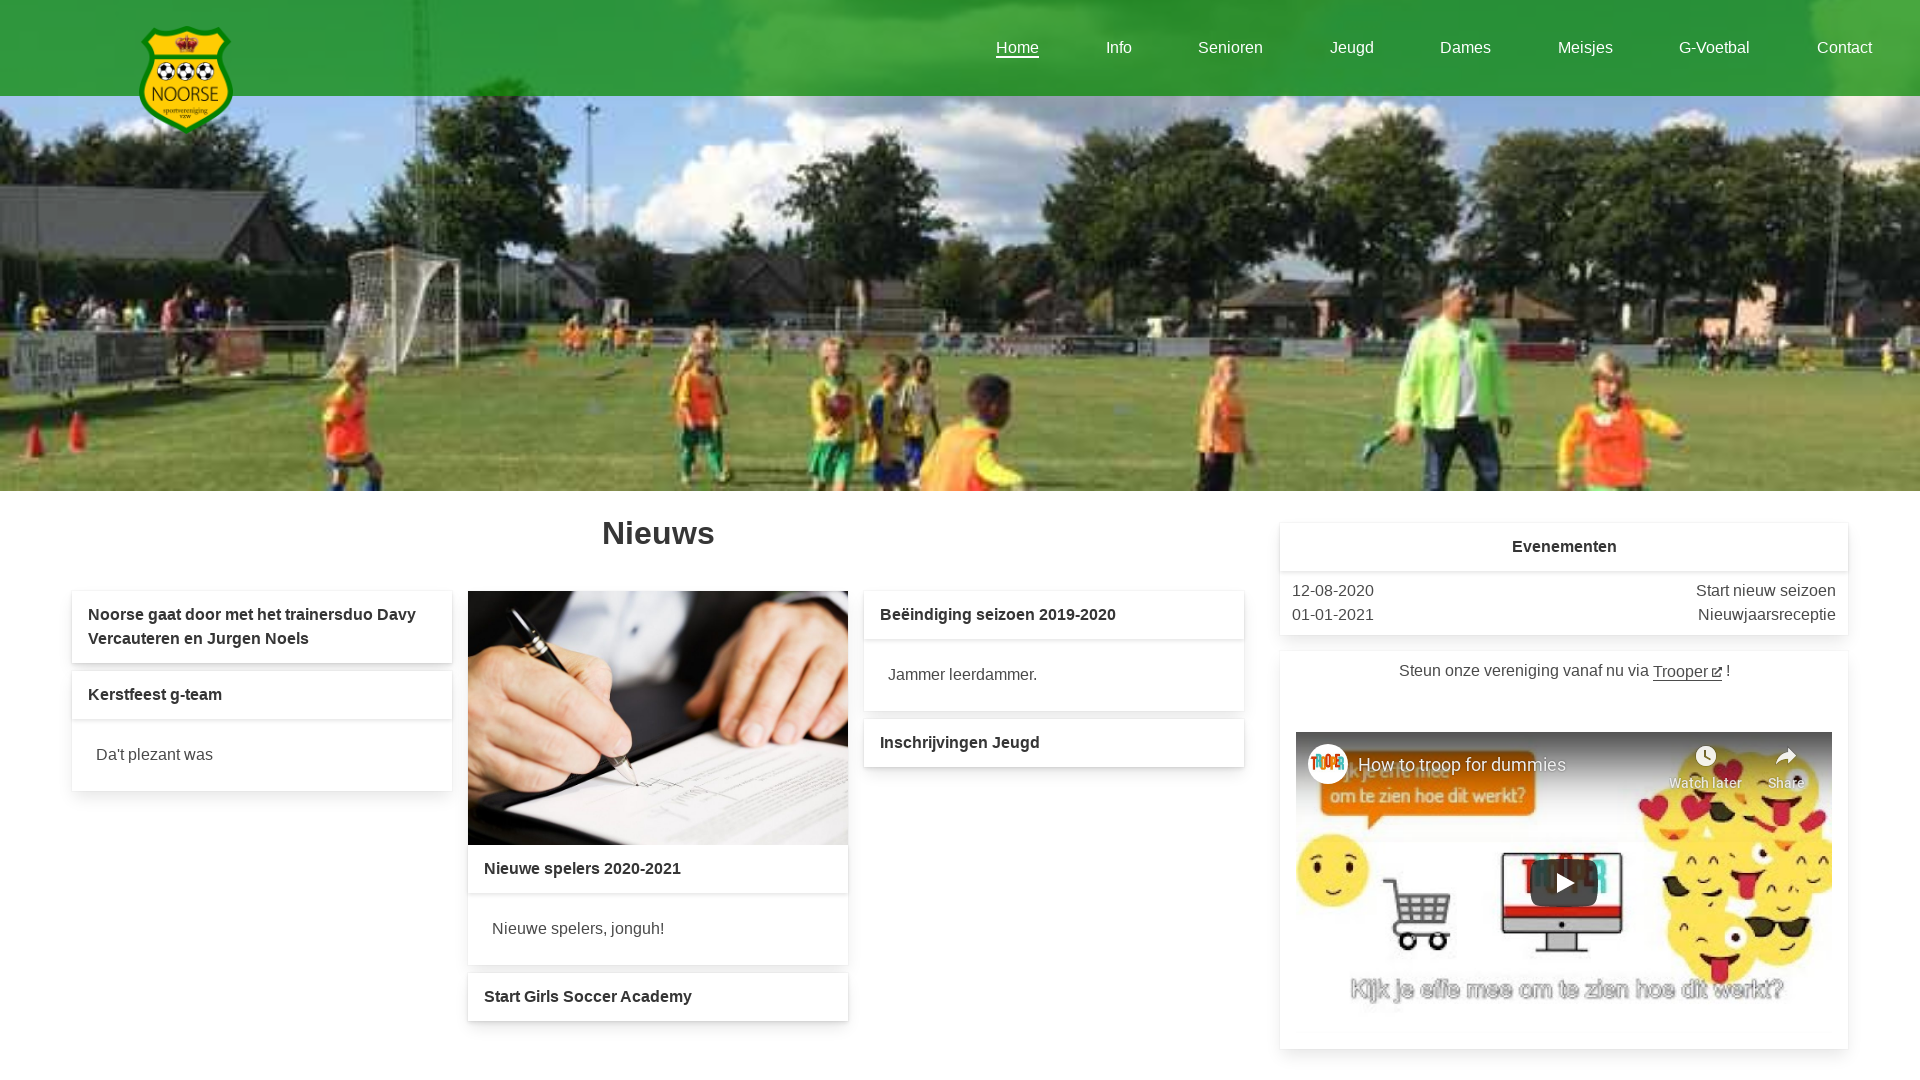 NOORSE
sportvereniging
vzw
Home
Info
Senioren
Jeugd
Dames
Meisjes
G-Voetbal
Contact
Nieuws
Noorse gaat door met het trainersduo Davy
Vercauteren en Jurgen Noels
Kerstfeest g-team
Da't plezant was
Nieuwe spelers 2020-2021
Nieuwe spelers, jonguh!
Start Girls Soccer Academy
Beëindiging seizoen 2019-2020
Jammer leerdammer.
Inschrijvingen Jeugd
Evenementen
12-08-2020 Start nieuw seizoen
01-01-2021 Nieuwjaarsreceptie
Steun onze vereniging vanaf nu via Trooper !
TROOPER
How to troop for dummies
Watch later
Share
je effe mee
om te zien hoe dit werkt?
TROOPER
Kijk je effe mee om te zien hoe dit werkt?